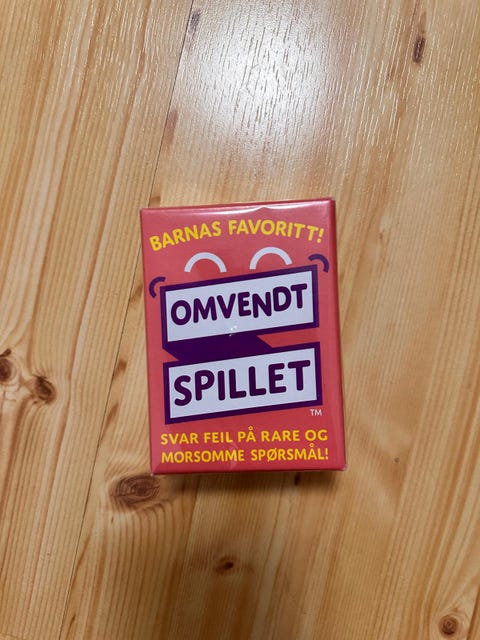 BARNAS FAVORITT!
OMVENDT
SPILLET
TM
SVAR FEIL PÅ RARE OG
MORSOMME SPØRSMÅL!